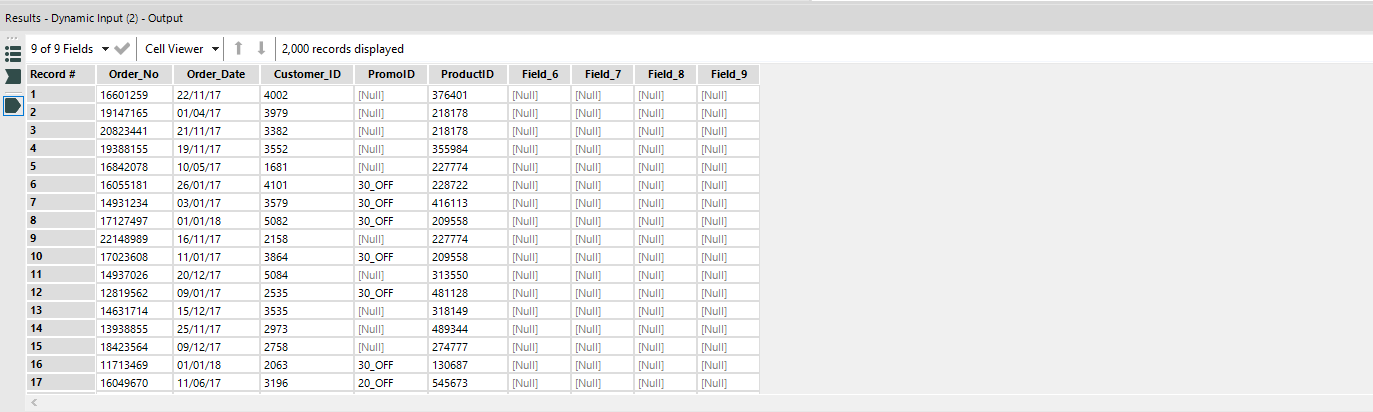 Results - Dynamic Input (2) - Output
9 of 9 Fields Cell Viewer 2,000 records displayed
Record # Order_No Order_Date Customer_ID PromoID ProductID Field_6 Field_7 Field_8 Field_9
1 16601259 22/11/17 4002 [Null] 376401 [Null] [Null] [Null] [Null]
2 19147165 01/04/17 3979 [Null] 218178 [Null] [Null] [Null] [Null]
3 20823441 21/11/17 3382 [Null] 218178 [Null] [Null] [Null] [Null]
4 19388155 19/11/17 3552 [Null] 355984 [Null] [Null] [Null] [Null]
5 16842078 10/05/17 1681 [Null] 227774 [Null] [Null] [Null] [Null]
6 16055181 26/01/17 4101 30_OFF 228722 [Null] [Null] [Null] [Null]
7 14931234 03/01/17 3579 30_OFF 416113 [Null] [Null] [Null] [Null]
8 17127497 01/01/18 5082 30_OFF 209558 [Null] [Null] [Null] [Null]
9 22148989 16/11/17 2158 [Null] 227774 [Null] [Null] [Null] [Null]
10 17023608 11/01/17 3864 30_OFF 209558 [Null] [Null] [Null] [Null]
11 14937026 20/12/17 5084 [Null] 313550 [Null] [Null] [Null] [Null]
12 12819562 09/01/17 2535 30_OFF 481128 [Null] [Null] [Null] [Null]
13 14631714 15/12/17 3535 [Null] 318149 [Null] [Null] [Null] [Null]
14 13938855 25/11/17 2973 [Null] 489344 [Null] [Null] [Null] [Null]
15 18423564 09/12/17 2758 [Null] 274777 [Null] [Null] [Null] [Null]
16 11713469 01/01/18 2063 30_OFF 130687 [Null] [Null] [Null] [Null]
17 16049670 11/06/17 3196 20_OFF 545673 [Null] [Null] [Null] [Null]